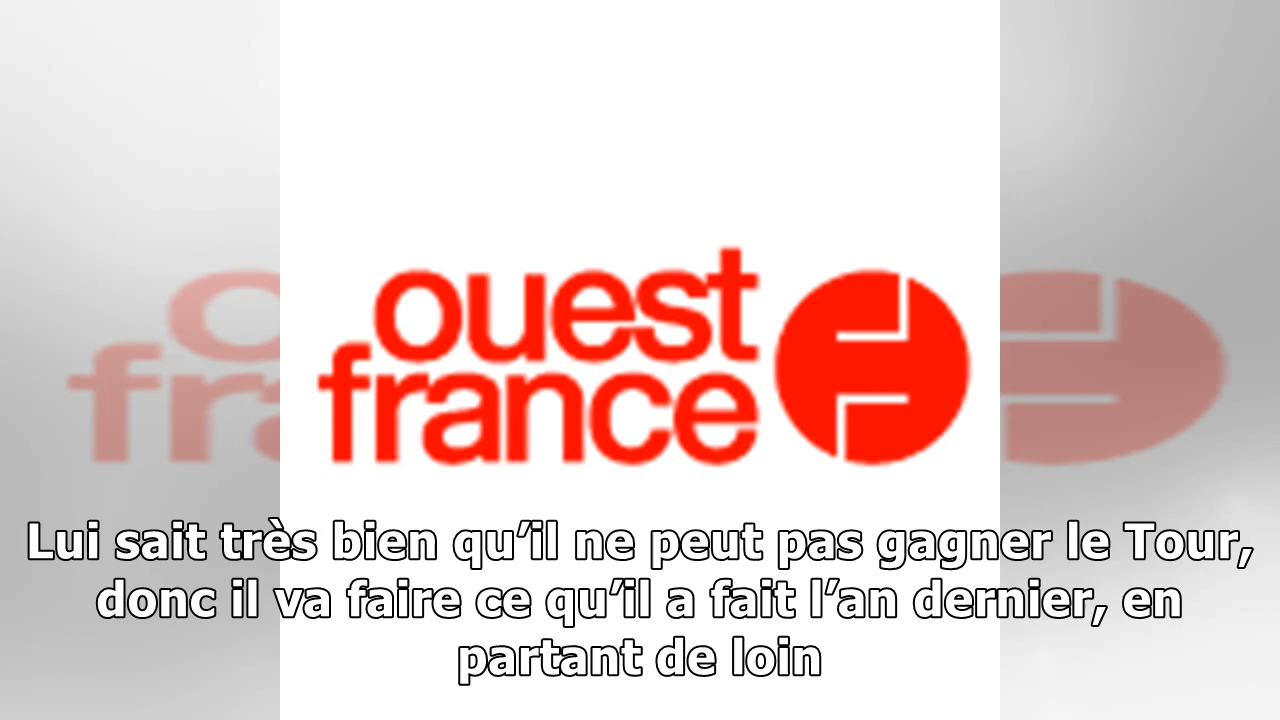 ouest
france
Lui sait très bien qu’il ne peut pas gagner le Tour,
donc il va faire ce qu’il a fait l’an dernier, en
partant de loin